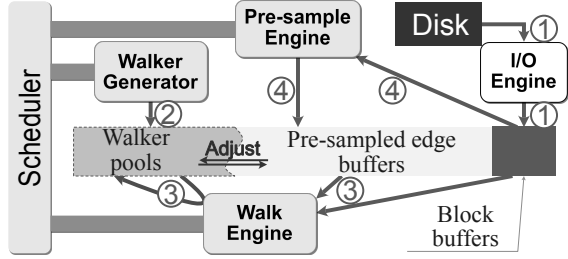 Pre-sample
Engine
Disk
①
I/O
Engine
Walker
Generator
Scheduler
②
④
④
①
Walker
pools
Adjust
Pre-sampled edge
buffers
③
③
Walk
Engine
Block
buffers